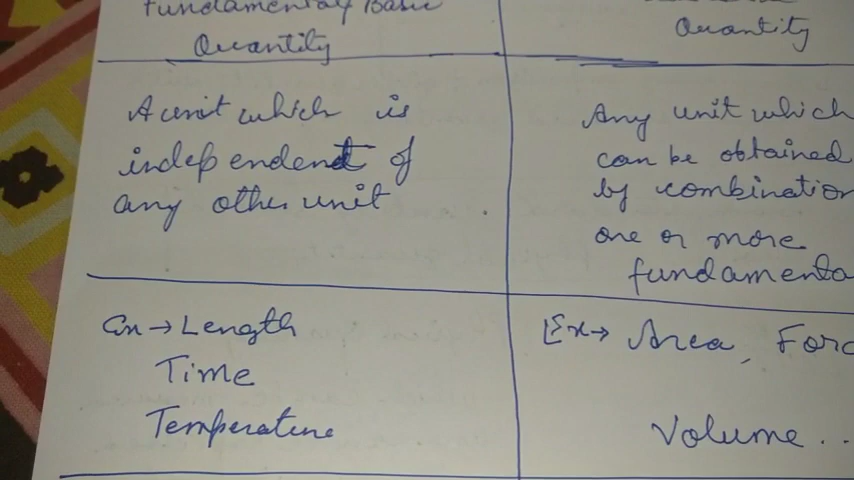 Fundamental/Basic
Quantity
Quantity
A unit which is
independent of
any other unit
Any unit which
can be obtained
by combination
one or more
fundamenta
Ex → Length
Time
Temperature
Ex → Area, Forc
Volume...